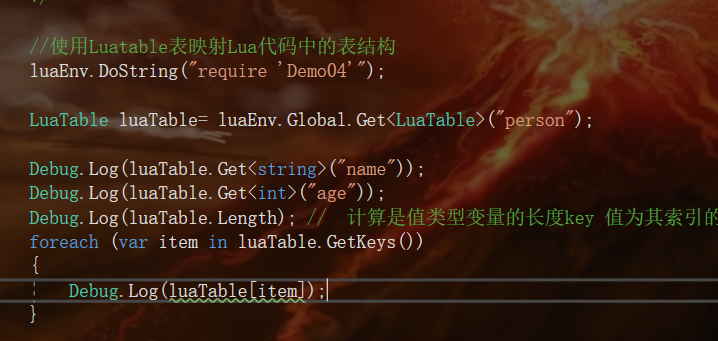 */
//使用Luatable表映射Lua代码中的表结构
luaEnv.DoString("require 'Demo04'");
LuaTable luaTable= luaEnv.Global.Get<LuaTable>("person");
Debug.Log(luaTable.Get<string>("name"));
Debug.Log(luaTable.Get<int>("age"));
Debug.Log(luaTable.Length); //  计算是值类型变量的长度key 值为其索引的
foreach (var item in luaTable.GetKeys())
{
Debug.Log(luaTable[item]);
}